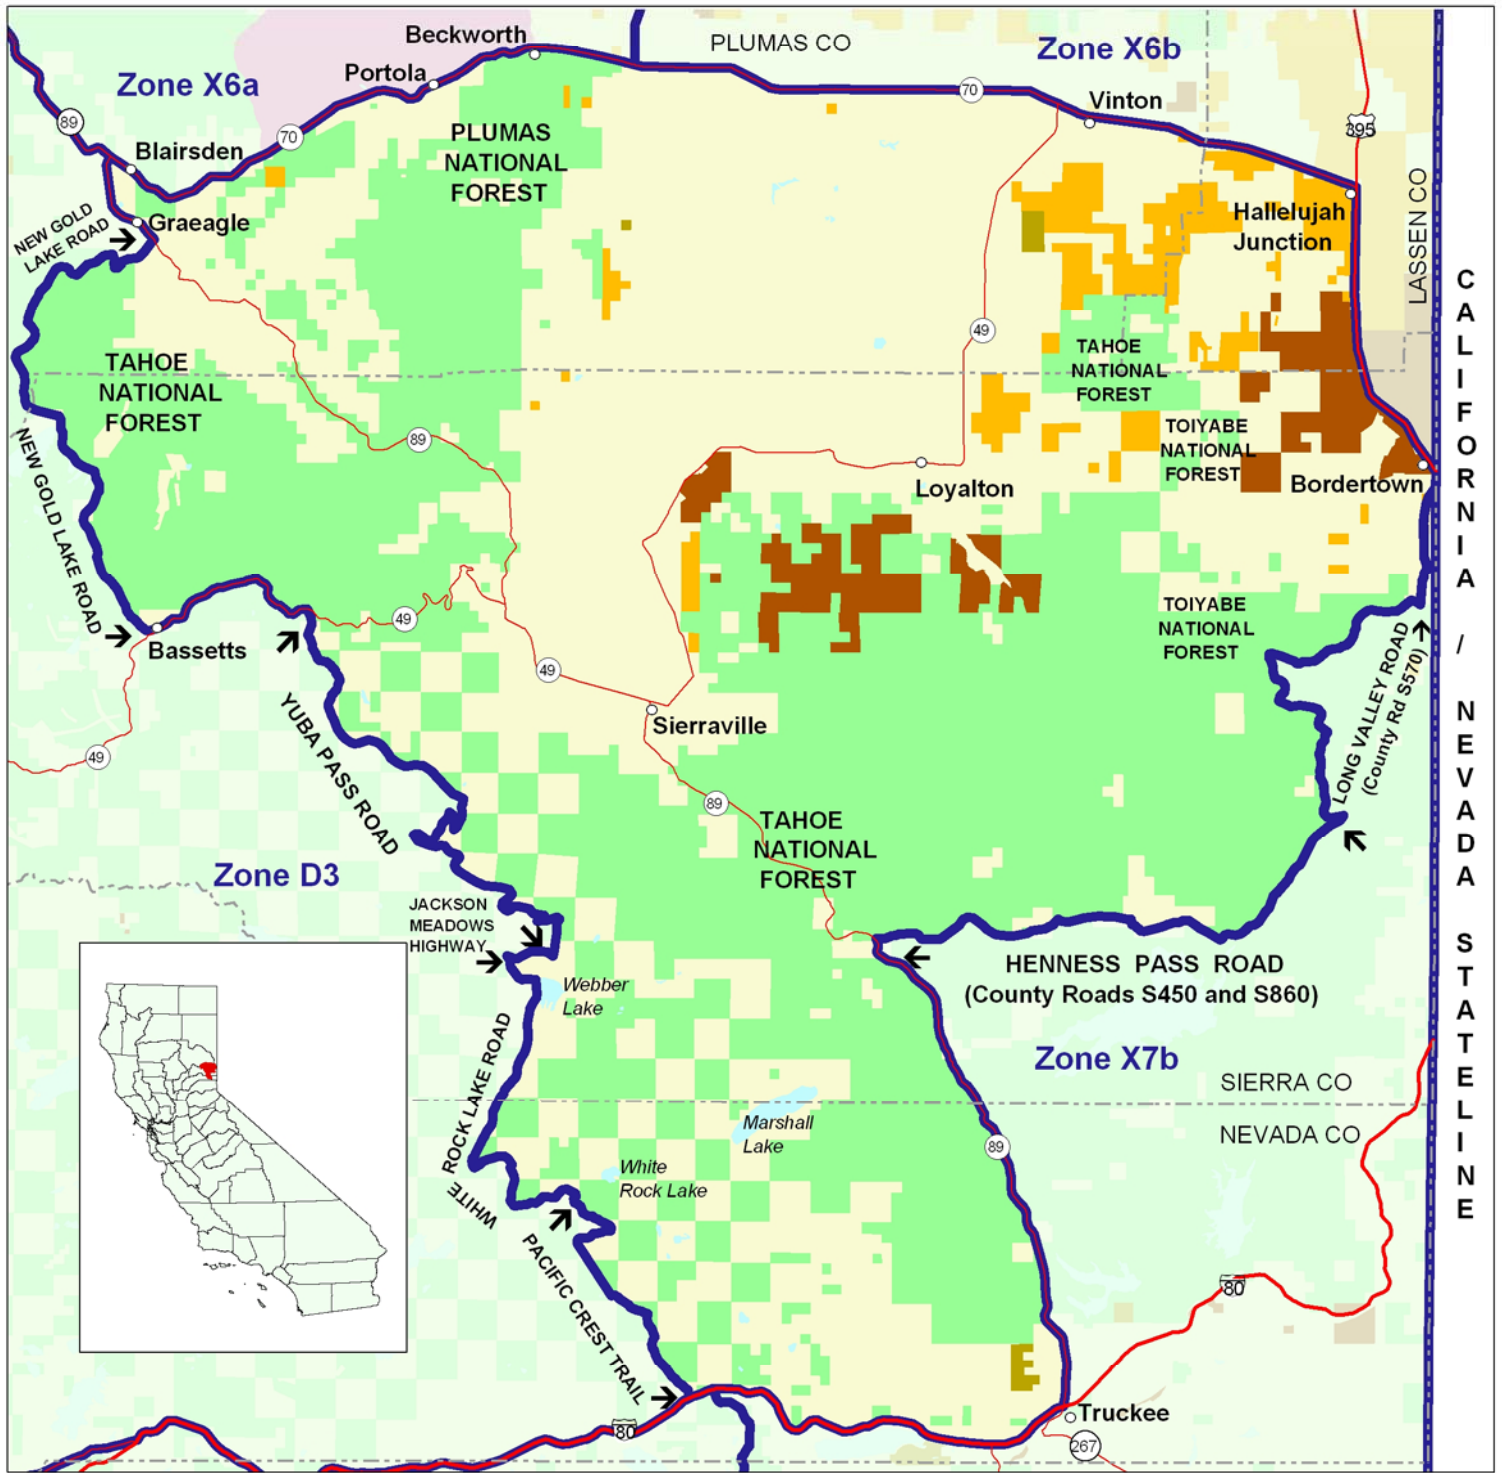 Beckworth
PLUMAS CO
Zone X6b
Zone X6a
Portola
70
Vinton
89
70
395
Blairsden
PLUMAS
NATIONAL
FOREST
NEW GOLD
LAKE ROAD
Graeagle
Hallelujah
Junction
LASSEN CO
CALIFORNIA / NEVADA STATELINE
49
TAHOE
NATIONAL
FOREST
TAHOE
NATIONAL
FOREST
89
TOIYABE
NATIONAL
FOREST
NEW GOLD LAKE ROAD
Loyalton
Bordertown
49
TOIYABE
NATIONAL
FOREST
Bassetts
49
LONG VALLEY ROAD
(County Rd S570)
YUBA PASS ROAD
Sierraville
49
89
TAHOE
NATIONAL
FOREST
Zone D3
JACKSON
MEADOWS
HIGHWAY
HENNESS PASS ROAD
(County Roads S450 and S860)
Webber
Lake
Zone X7b
WHITE ROCK LAKE ROAD
SIERRA CO
NEVADA CO
Marshall
Lake
89
White
Rock Lake
PACIFIC CREST TRAIL
80
Truckee
80
267